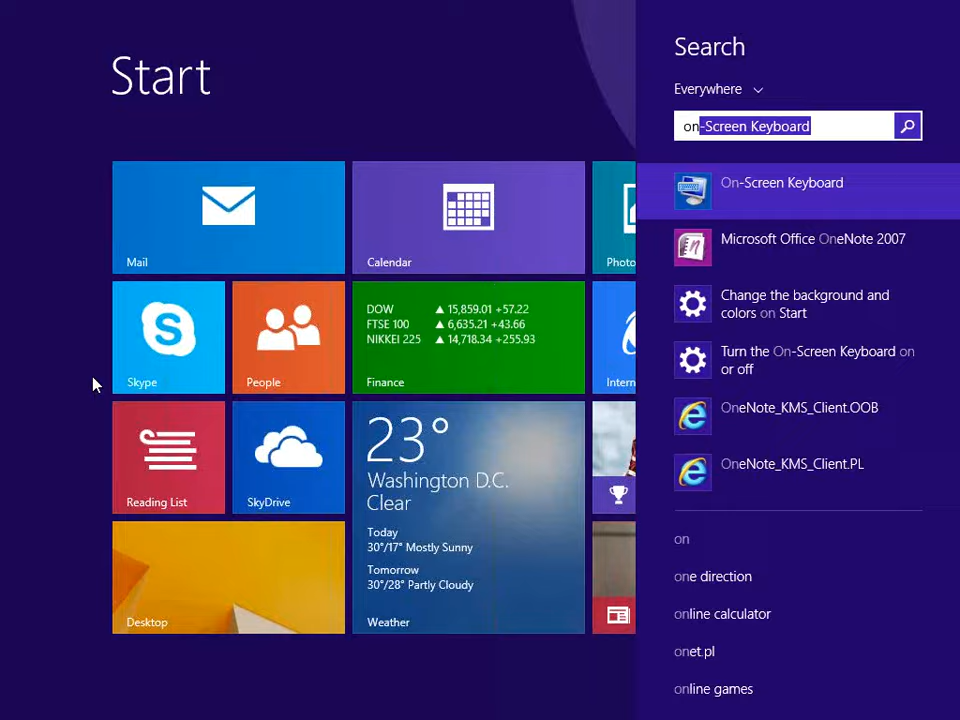 Start
Mail
Calendar
Photo
Skype
People
DOW ▲ 15,859.01 +57.22
FTSE 100 ▲ 6,635.21 +43.66
NIKKEI 225 ▲ 14,718.34 +255.93
Finance
Intern
Reading List
SkyDrive
23°
Washington D.C.
Clear
Today
30°/17° Mostly Sunny
Tomorrow
30°/28° Partly Cloudy
Weather
Desktop
Search
Everywhere
on-Screen Keyboard
On-Screen Keyboard
Microsoft Office OneNote 2007
Change the background and
colors on Start
Turn the On-Screen Keyboard on
or off
OneNote_KMS_Client.OOB
OneNote_KMS_Client.PL
on
one direction
online calculator
onet.pl
online games